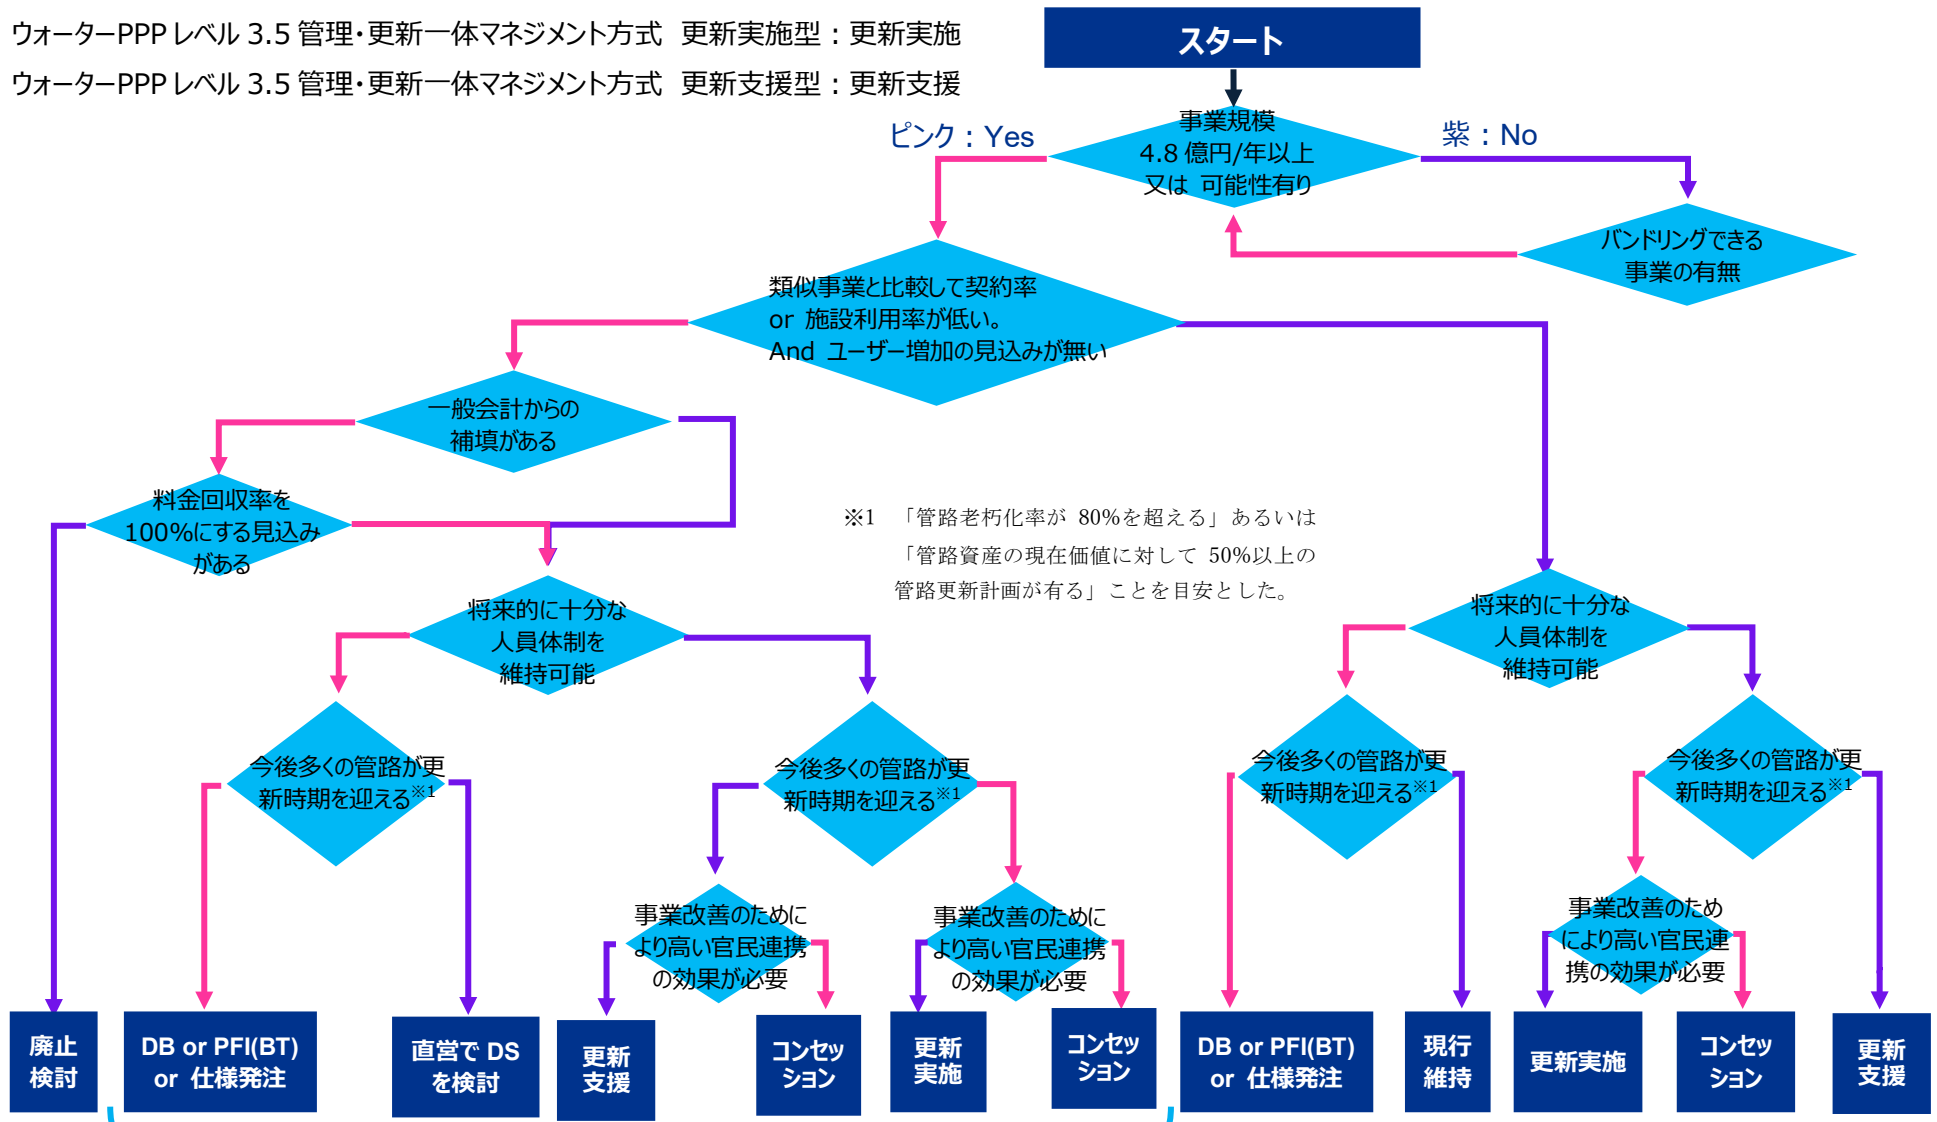 ウォーターPPP レベル 3.5 管理・更新一体マネジメント方式 更新実施型:更新実施
ウォーターPPP レベル 3.5 管理・更新一体マネジメント方式 更新支援型:更新支援
スタート
ピンク:Yes
事業規模
4.8 億円/年以上
又は 可能性有り
紫:No
バンドリングできる
事業の有無
類似事業と比較して契約率
or 施設利用率が低い。
And ユーザー増加の見込みが無い
一般会計からの
補填がある
料金回収率を
100%にする見込み
がある
※1 「管路老朽化率が 80%を超える」あるいは
「管路資産の現在価値に対して 50%以上の
管路更新計画が有る」ことを目安とした。
将来的に十分な
人員体制を
維持可能
将来的に十分な
人員体制を
維持可能
今後多くの管路が更
新時期を迎える※1
今後多くの管路が更
新時期を迎える※1
今後多くの管路が更
新時期を迎える※1
今後多くの管路が更
新時期を迎える※1
事業改善のために
より高い官民連携
の効果が必要
事業改善のために
より高い官民連携
の効果が必要
事業改善のため
により高い官民連
携の効果が必要
廃止
検討
DB or PFI(BT)
or 仕様発注
直営で DS
を検討
更新
支援
コンセッ
ション
更新
実施
コンセッ
ション
DB or PFI(BT)
or 仕様発注
現行
維持
更新実施
コンセッ
ション
更新
支援